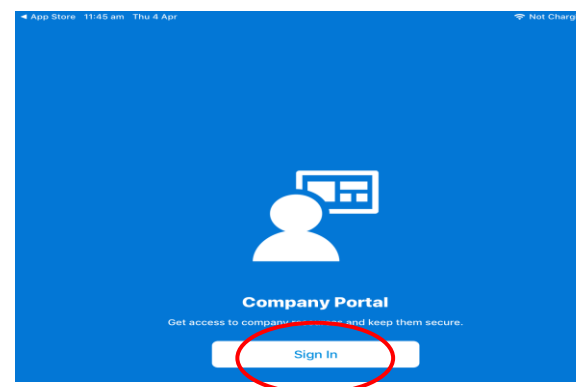 ◄ App Store 11:45 am Thu 4 Apr Not Charg
Company Portal
Get access to company resources and keep them secure.
Sign In